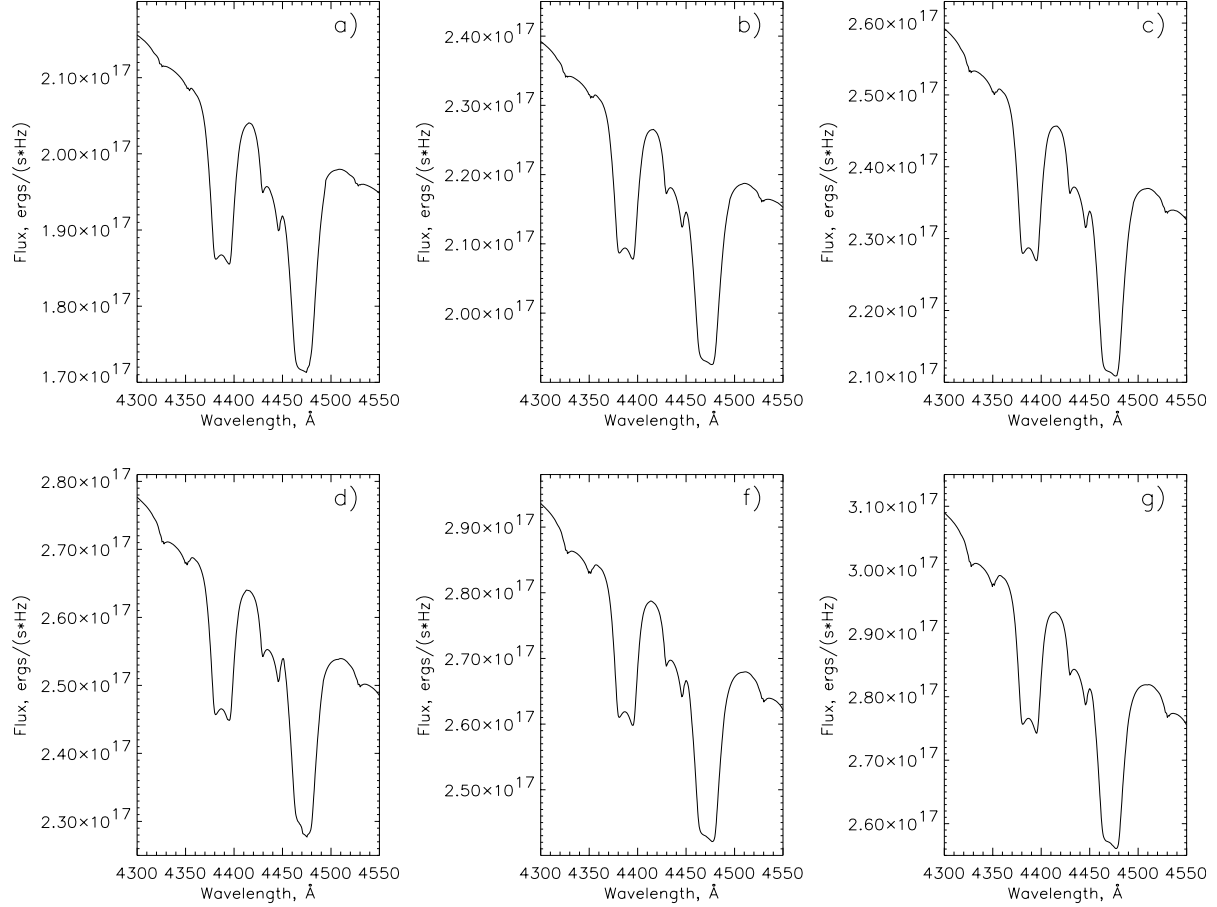 a)
2.10×10^17
2.00×10^17
1.90×10^17
1.80×10^17
1.70×10^17
Flux, ergs/(s*Hz)
4300 4350 4400 4450 4500 4550
Wavelength, Å
b)
2.40×10^17
2.30×10^17
2.20×10^17
2.10×10^17
2.00×10^17
Flux, ergs/(s*Hz)
4300 4350 4400 4450 4500 4550
Wavelength, Å
c)
2.60×10^17
2.50×10^17
2.40×10^17
2.30×10^17
2.20×10^17
2.10×10^17
Flux, ergs/(s*Hz)
4300 4350 4400 4450 4500 4550
Wavelength, Å
d)
2.80×10^17
2.70×10^17
2.60×10^17
2.50×10^17
2.40×10^17
2.30×10^17
Flux, ergs/(s*Hz)
4300 4350 4400 4450 4500 4550
Wavelength, Å
f)
2.90×10^17
2.80×10^17
2.70×10^17
2.60×10^17
2.50×10^17
Flux, ergs/(s*Hz)
4300 4350 4400 4450 4500 4550
Wavelength, Å
g)
3.10×10^17
3.00×10^17
2.90×10^17
2.80×10^17
2.70×10^17
2.60×10^17
Flux, ergs/(s*Hz)
4300 4350 4400 4450 4500 4550
Wavelength, Å